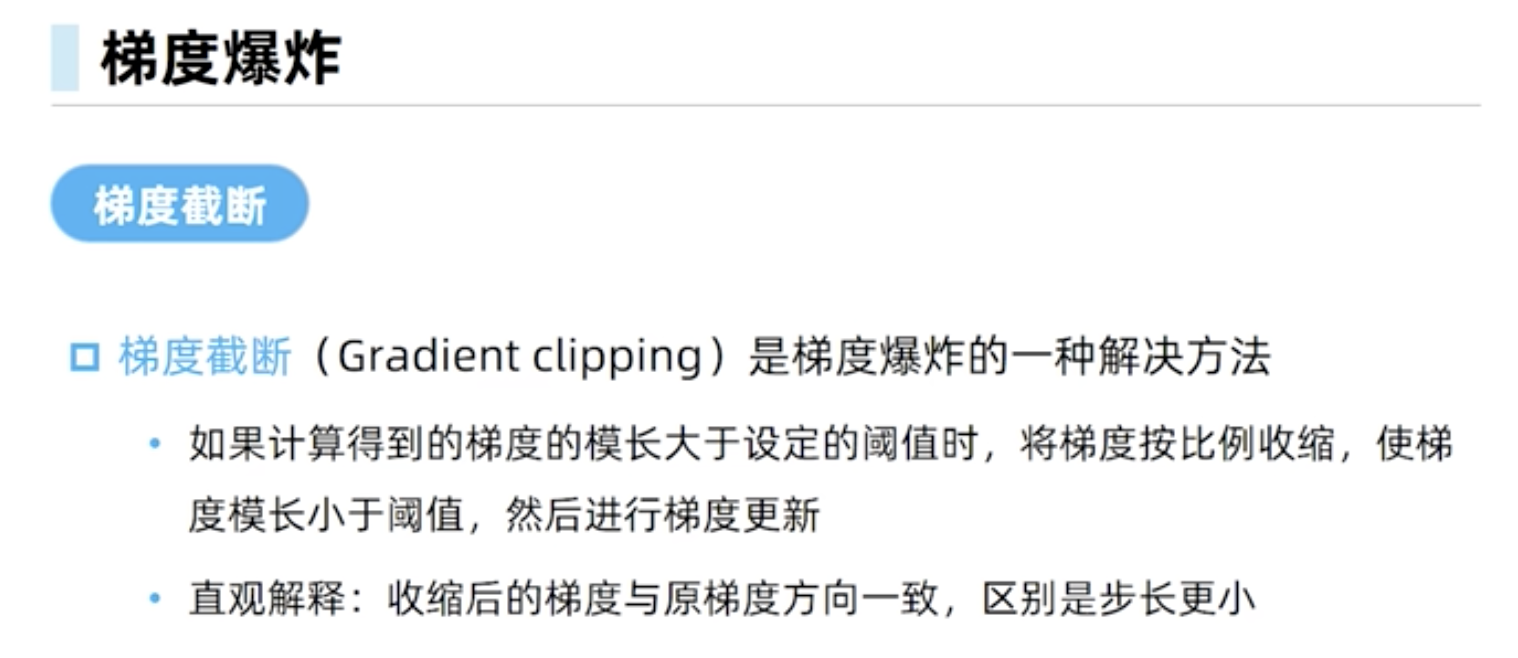 梯度爆炸
梯度截断
梯度截断（Gradient clipping）是梯度爆炸的一种解决方法
• 如果计算得到的梯度的模长大于设定的阈值时，将梯度按比例收缩，使梯
度模长小于阈值，然后进行梯度更新
• 直观解释：收缩后的梯度与原梯度方向一致，区别是步长更小